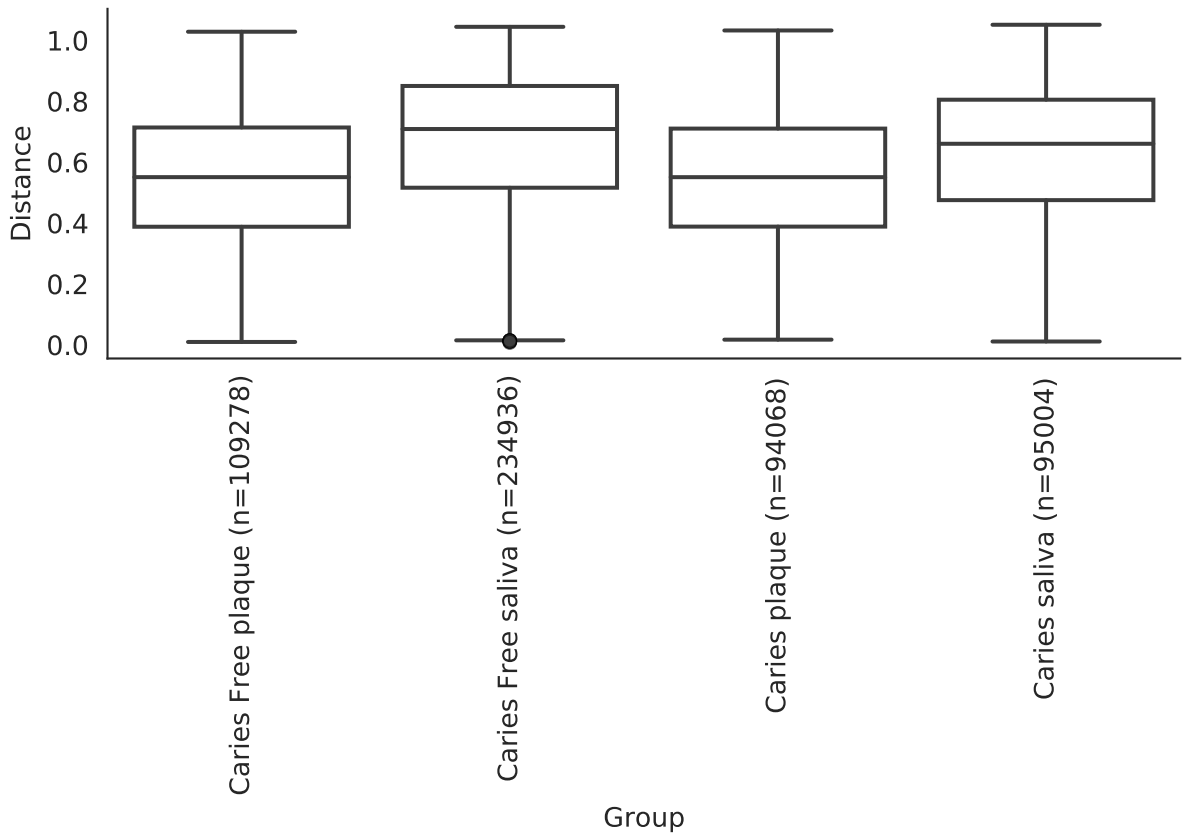 1.0
0.8
0.6
0.4
0.2
0.0
Distance
Caries Free plaque (n=109278)
Caries Free saliva (n=234936)
Caries plaque (n=94068)
Caries saliva (n=95004)
Group